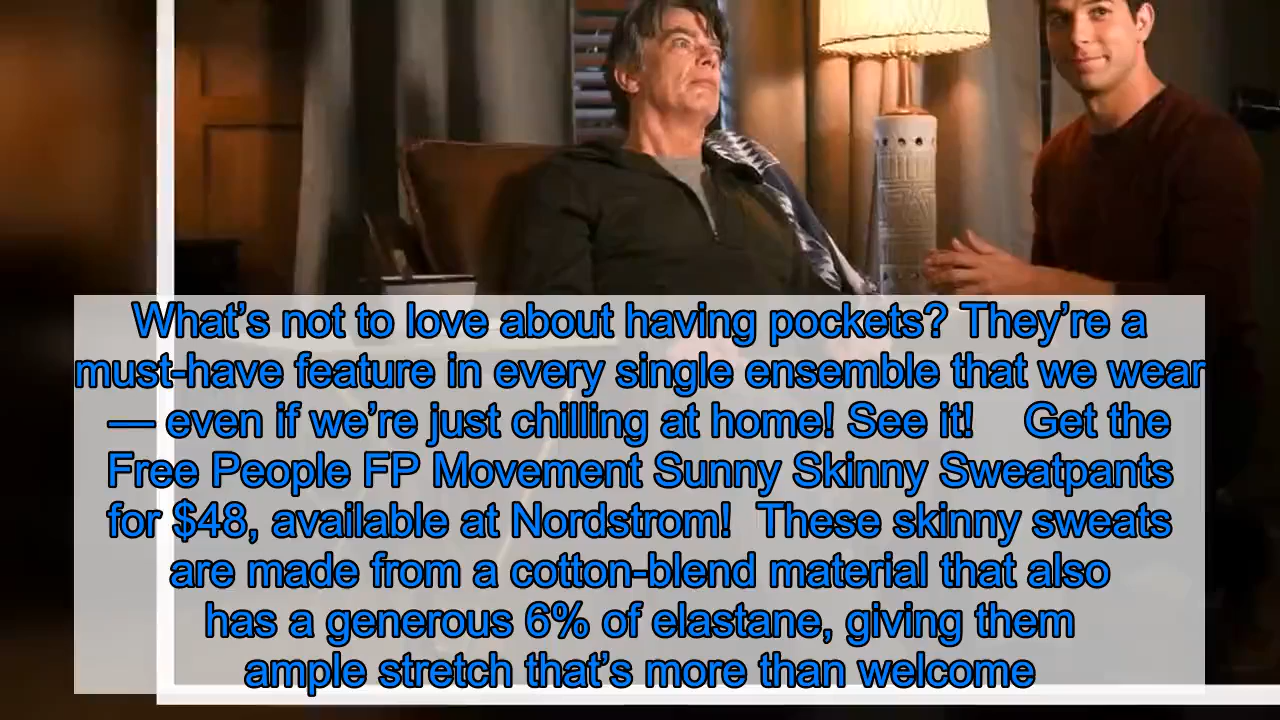 What’s not to love about having pockets? They’re a
must-have feature in every single ensemble that we wear
— even if we’re just chilling at home! See it!    Get the
Free People FP Movement Sunny Skinny Sweatpants
for $48, available at Nordstrom!  These skinny sweats
are made from a cotton-blend material that also
has a generous 6% of elastane, giving them
ample stretch that’s more than welcome